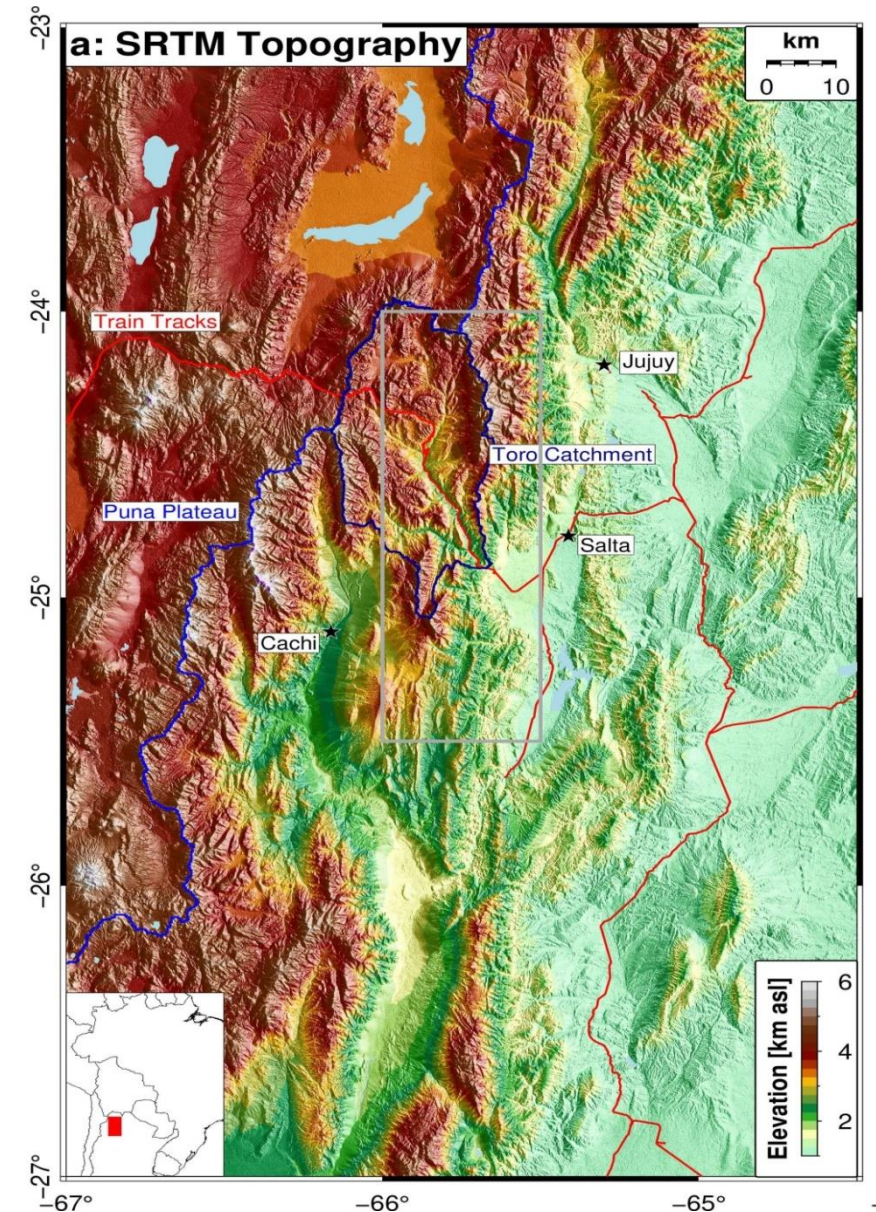 a: SRTM Topography
km
0 10
−23°
−24°
−25°
−26°
−27°
Train Tracks
Jujuy
Toro Catchment
Puna Plateau
Salta
Cachi
Elevation [km asl]
6
4
2
−67° −66° −65°